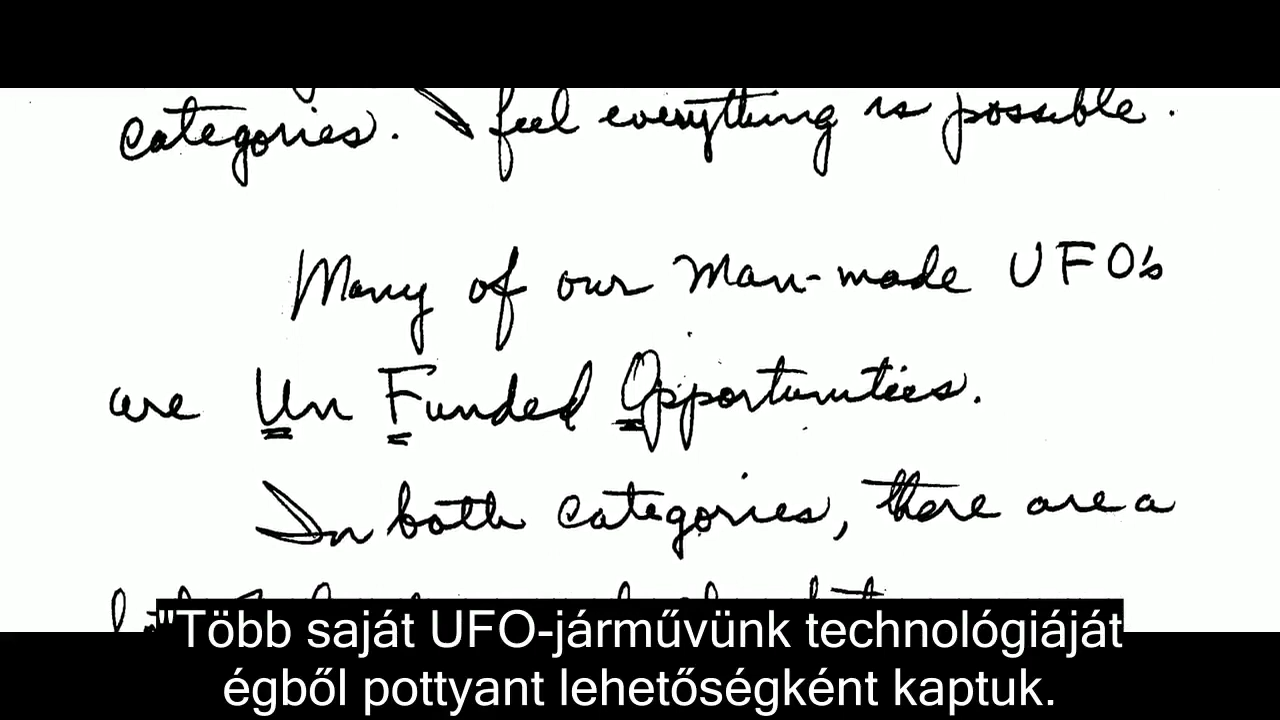 categories. I feel everything is possible.
Many of our Man-made UFO's
are Un Funded Opportunities.
In both categories, there are a
"Több saját UFO-járművünk technológiáját
égből pottyant lehetőségként kaptuk.